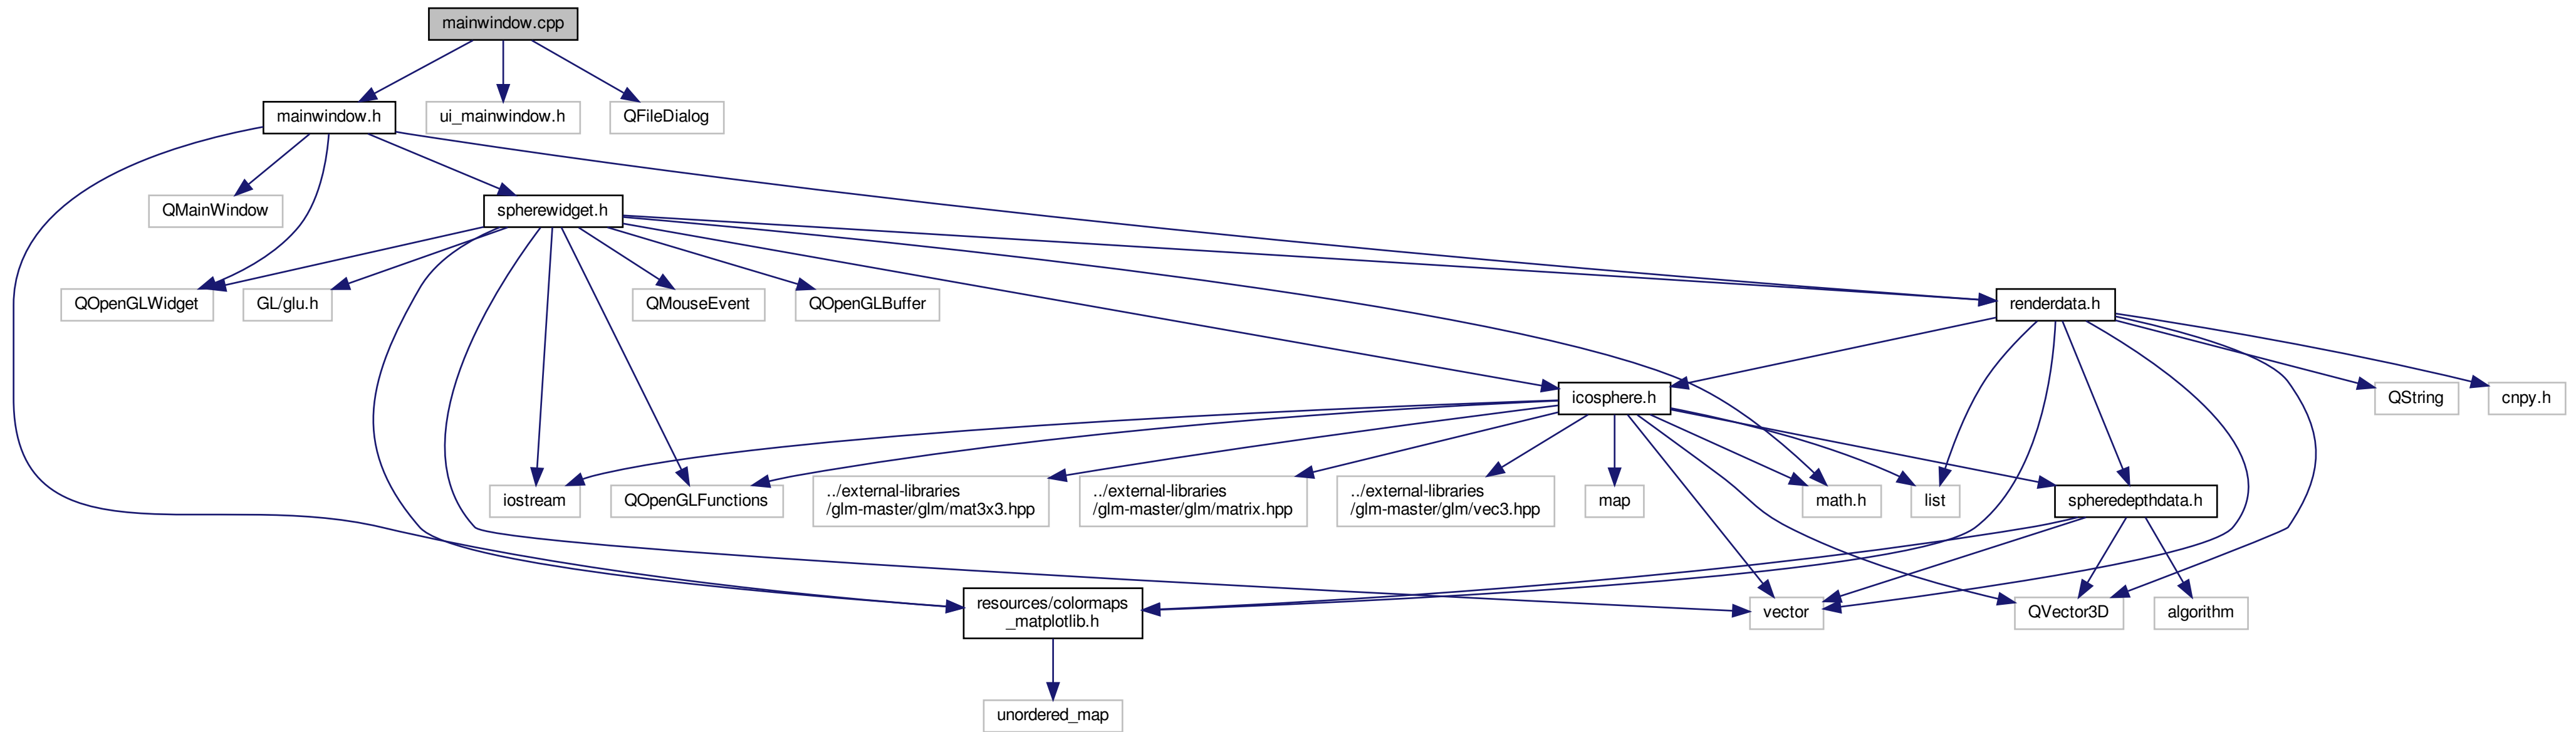 mainwindow.cpp
mainwindow.h
ui_mainwindow.h
QFileDialog
QMainWindow
spherewidget.h
QOpenGLWidget
GL/glu.h
QMouseEvent
QOpenGLBuffer
renderdata.h
icosphere.h
QString
cnpy.h
iostream
QOpenGLFunctions
../external-libraries
/glm-master/glm/mat3x3.hpp
../external-libraries
/glm-master/glm/matrix.hpp
../external-libraries
/glm-master/glm/vec3.hpp
map
math.h
list
spheredepthdata.h
resources/colormaps
_matplotlib.h
vector
QVector3D
algorithm
unordered_map